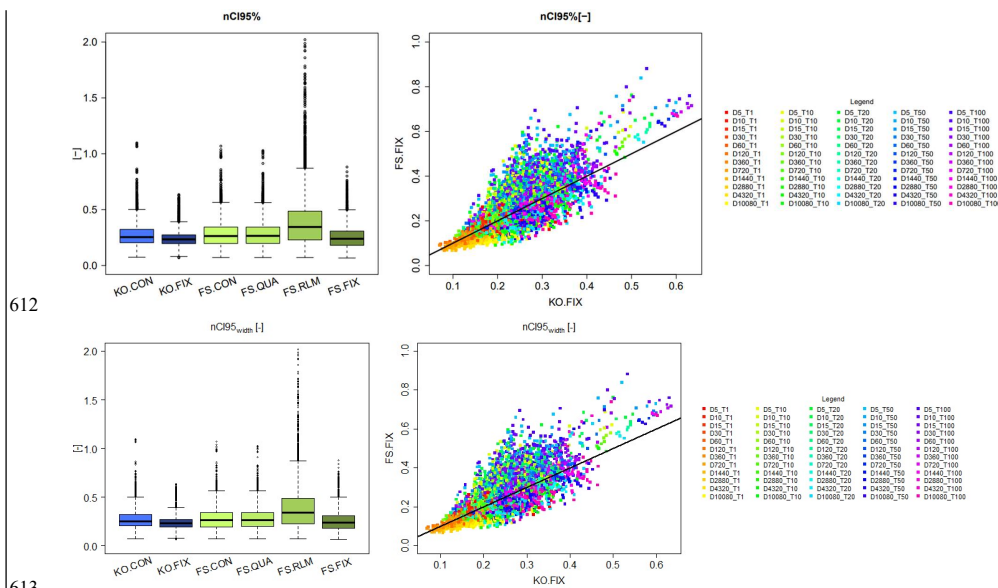 nCI95%
2.0
1.5
1.0
0.5
0.0
[-]
KO.CON KO.FIX FS.CON FS.QUA FS.RLM FS.FIX
nCI95%[−]
1.0
0.8
0.6
0.4
0.2
0.0
FS.FIX
0.1 0.2 0.3 0.4 0.5 0.6
KO.FIX
Legend
D5_T1 D5_T10 D5_T20 D5_T50 D5_T100
D10_T1 D10_T10 D10_T20 D10_T50 D10_T100
D15_T1 D15_T10 D15_T20 D15_T50 D15_T100
D30_T1 D30_T10 D30_T20 D30_T50 D30_T100
D60_T1 D60_T10 D60_T20 D60_T50 D60_T100
D120_T1 D120_T10 D120_T20 D120_T50 D120_T100
D360_T1 D360_T10 D360_T20 D360_T50 D360_T100
D720_T1 D720_T10 D720_T20 D720_T50 D720_T100
D1440_T1 D1440_T10 D1440_T20 D1440_T50 D1440_T100
D2880_T1 D2880_T10 D2880_T20 D2880_T50 D2880_T100
D4320_T1 D4320_T10 D4320_T20 D4320_T50 D4320_T100
D10080_T1 D10080_T10 D10080_T20 D10080_T50 D10080_T10
612
nCI95width [-]
2.0
1.5
1.0
0.5
0.0
[-]
KO.CON KO.FIX FS.CON FS.QUA FS.RLM FS.FIX
nCI95width [-]
1.0
0.8
0.6
0.4
0.2
0.0
FS.FIX
0.1 0.2 0.3 0.4 0.5 0.6
KO.FIX
Legend
D5_T1 D5_T10 D5_T20 D5_T50 D5_T100
D10_T1 D10_T10 D10_T20 D10_T50 D10_T100
D15_T1 D15_T10 D15_T20 D15_T50 D15_T100
D30_T1 D30_T10 D30_T20 D30_T50 D30_T100
D60_T1 D60_T10 D60_T20 D60_T50 D60_T100
D120_T1 D120_T10 D120_T20 D120_T50 D120_T100
D360_T1 D360_T10 D360_T20 D360_T50 D360_T100
D720_T1 D720_T10 D720_T20 D720_T50 D720_T100
D1440_T1 D1440_T10 D1440_T20 D1440_T50 D1440_T100
D2880_T1 D2880_T10 D2880_T20 D2880_T50 D2880_T100
D4320_T1 D4320_T10 D4320_T20 D4320_T50 D4320_T100
D10080_T1 D10080_T10 D10080_T20 D10080_T50 D10080_T100
613